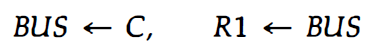 BUS ← C, R1 ← BUS